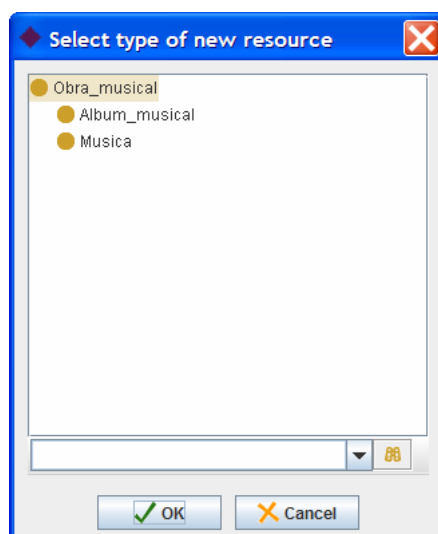 Select type of new resource
Obra_musical
Album_musical
Musica
OK
Cancel